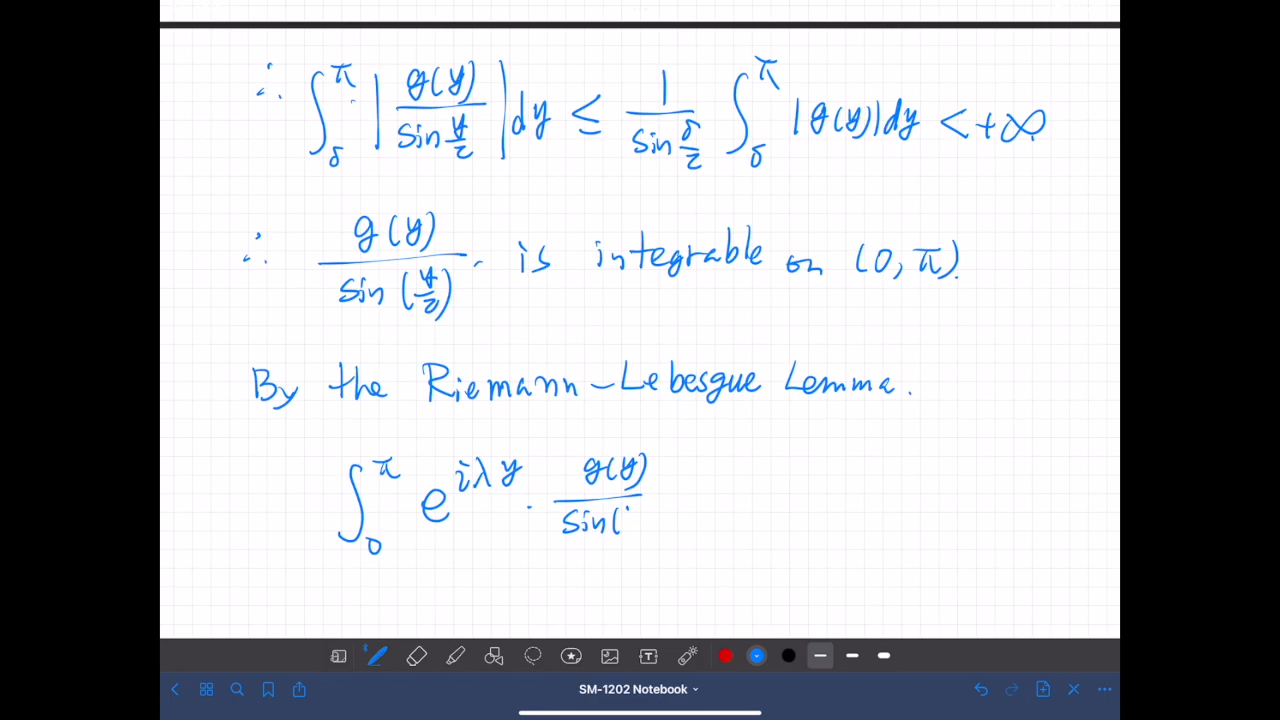 ∴ ∫_δ^π | g(y) / sin y/2 | dy ≤ 1 / sin δ/2 ∫_δ^π |g(y)| dy < +∞
∴ g(y) / sin (y/2) is integrable on (0, π).
By the Riemann-Lebesgue Lemma.
∫_0^π e^{iλy} · g(y) / sin(
SM-1202 Notebook